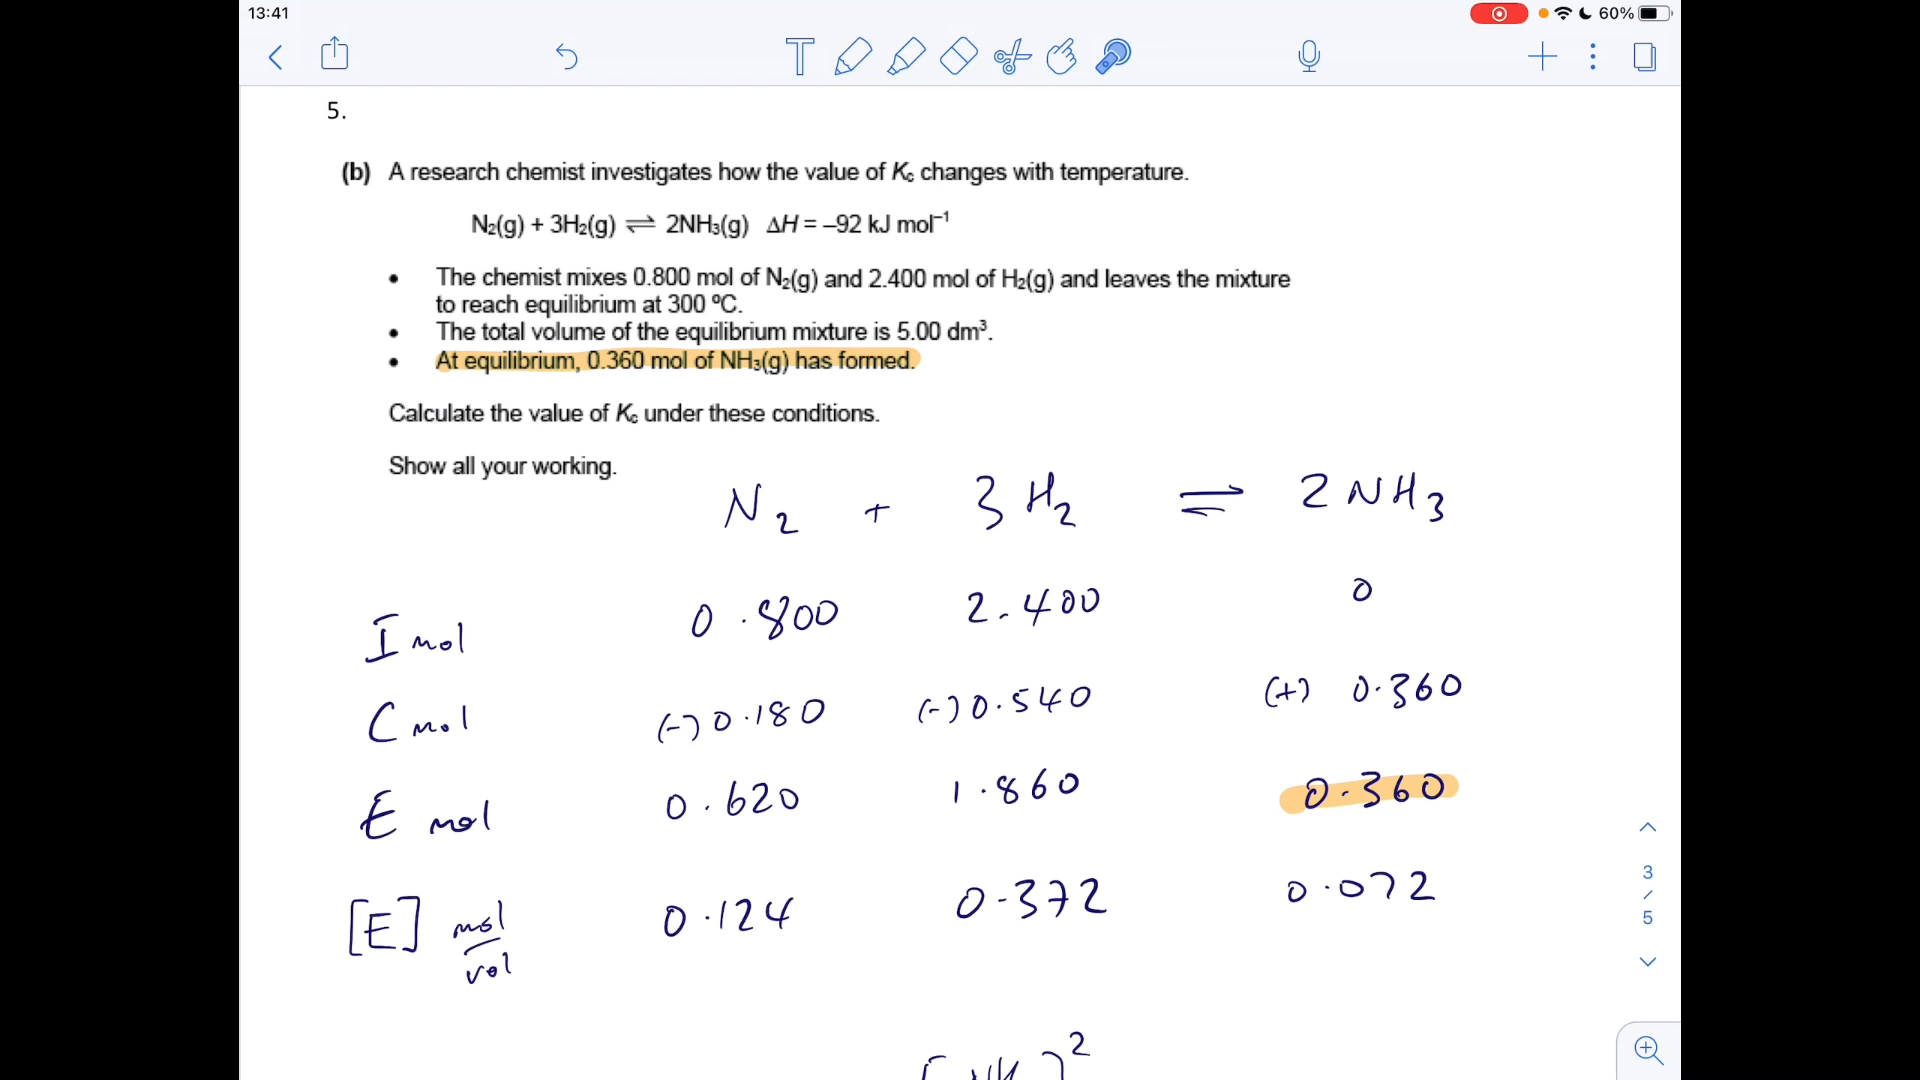 13:41
60%
T
5.
(b) A research chemist investigates how the value of Kc changes with temperature.
N₂(g) + 3H₂(g) ⇌ 2NH₃(g) ΔH = –92 kJ mol⁻¹
• The chemist mixes 0.800 mol of N₂(g) and 2.400 mol of H₂(g) and leaves the mixture
to reach equilibrium at 300 ºC.
• The total volume of the equilibrium mixture is 5.00 dm³.
• At equilibrium, 0.360 mol of NH₃(g) has formed.
Calculate the value of Kc under these conditions.
Show all your working.
N₂ + 3H₂ ⇌ 2NH₃
I mol 0.800 2.400 0
C mol (-)0.180 (-)0.540 (+) 0.360
E mol 0.620 1.860 0.360
[E] mol/vol 0.124 0.372 0.072
3
/
5